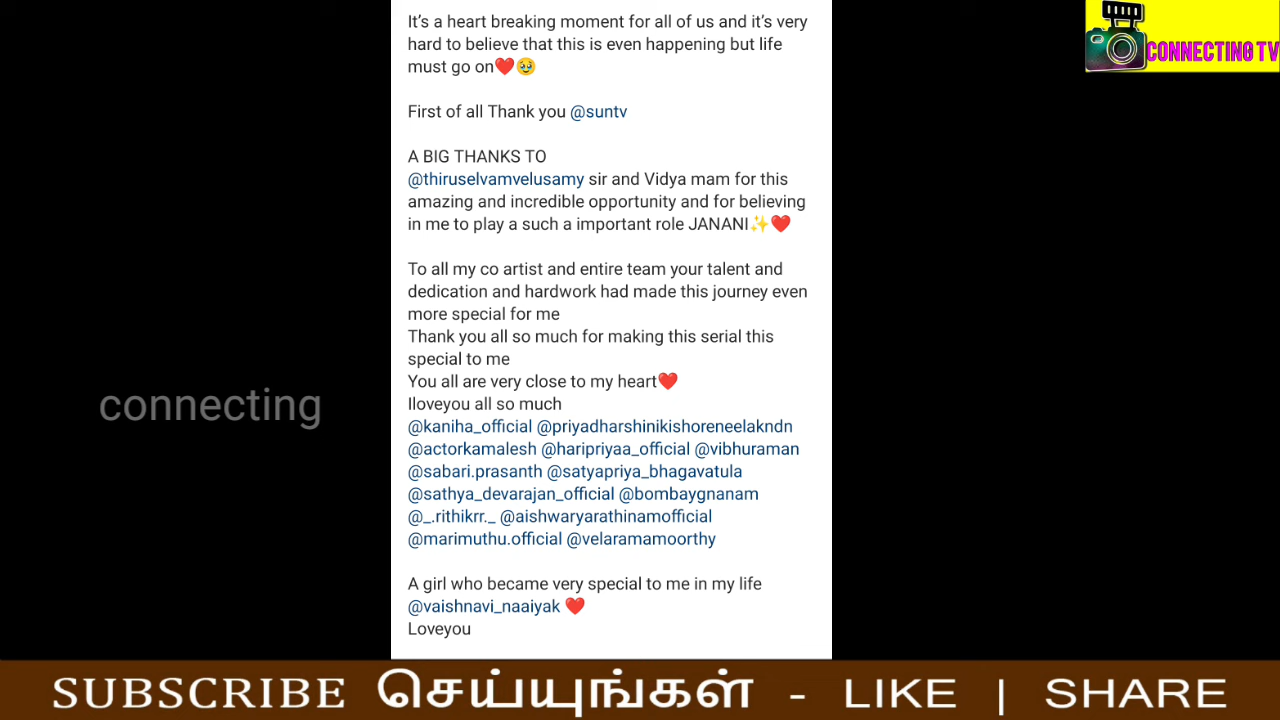 It's a heart breaking moment for all of us and it's very
hard to believe that this is even happening but life
must go on❤️🥹
First of all Thank you @suntv
A BIG THANKS TO
@thiruselvamvelusamy sir and Vidya mam for this
amazing and incredible opportunity and for believing
in me to play a such a important role JANANI✨❤️
To all my co artist and entire team your talent and
dedication and hardwork had made this journey even
more special for me
Thank you all so much for making this serial this
special to me
You all are very close to my heart❤️
Iloveyou all so much
@kaniha_official @priyadharshinikishoreneelakndn
@actorkamalesh @haripriyaa_official @vibhuraman
@sabari.prasanth @satyapriya_bhagavatula
@sathya_devarajan_official @bombaygnanam
@_.rithikrr._ @aishwaryarathinamofficial
@marimuthu.official @velaramamoorthy
A girl who became very special to me in my life
@vaishnavi_naaiyak ❤️
Loveyou
CONNECTING TV
connecting
SUBSCRIBE செய்யுங்கள் - LIKE | SHARE